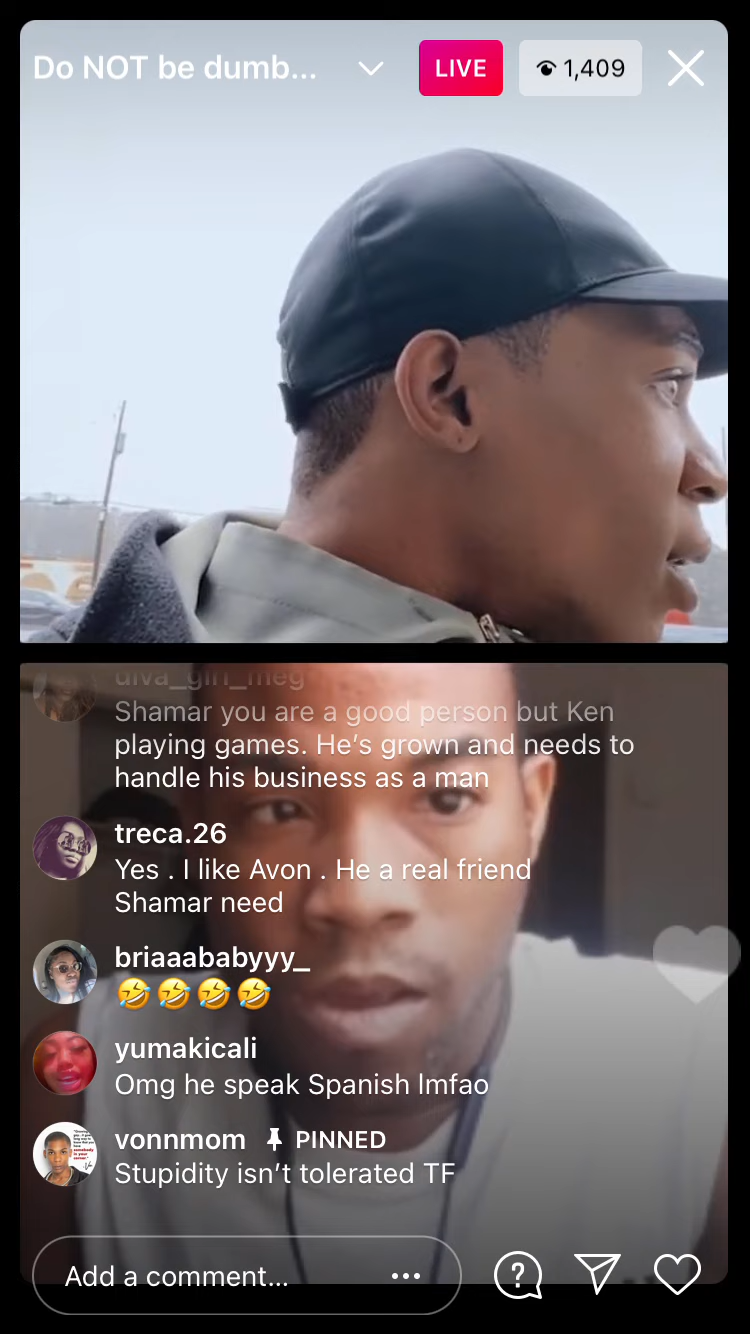 Do NOT be dumb...
LIVE
1,409
diva_girl_meg
Shamar you are a good person but Ken
playing games. He’s grown and needs to
handle his business as a man
treca.26
Yes . I like Avon . He a real friend
Shamar need
briaaababyyy_
🤣🤣🤣🤣
yumakicali
Omg he speak Spanish lmfao
vonnmom PINNED
Stupidity isn’t tolerated TF
Add a comment...